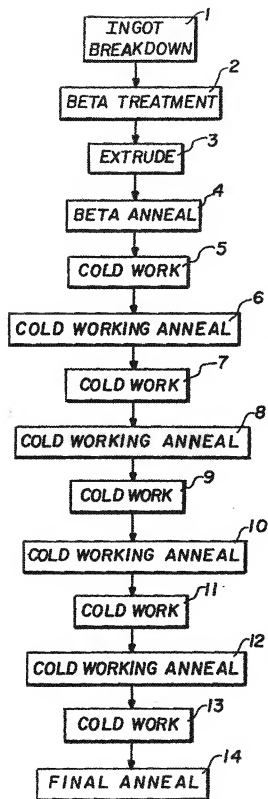 1
INGOT
BREAKDOWN
2
BETA TREATMENT
3
EXTRUDE
4
BETA ANNEAL
5
COLD WORK
6
COLD WORKING ANNEAL
7
COLD WORK
8
COLD WORKING ANNEAL
9
COLD WORK
10
COLD WORKING ANNEAL
11
COLD WORK
12
COLD WORKING ANNEAL
13
COLD WORK
14
FINAL ANNEAL